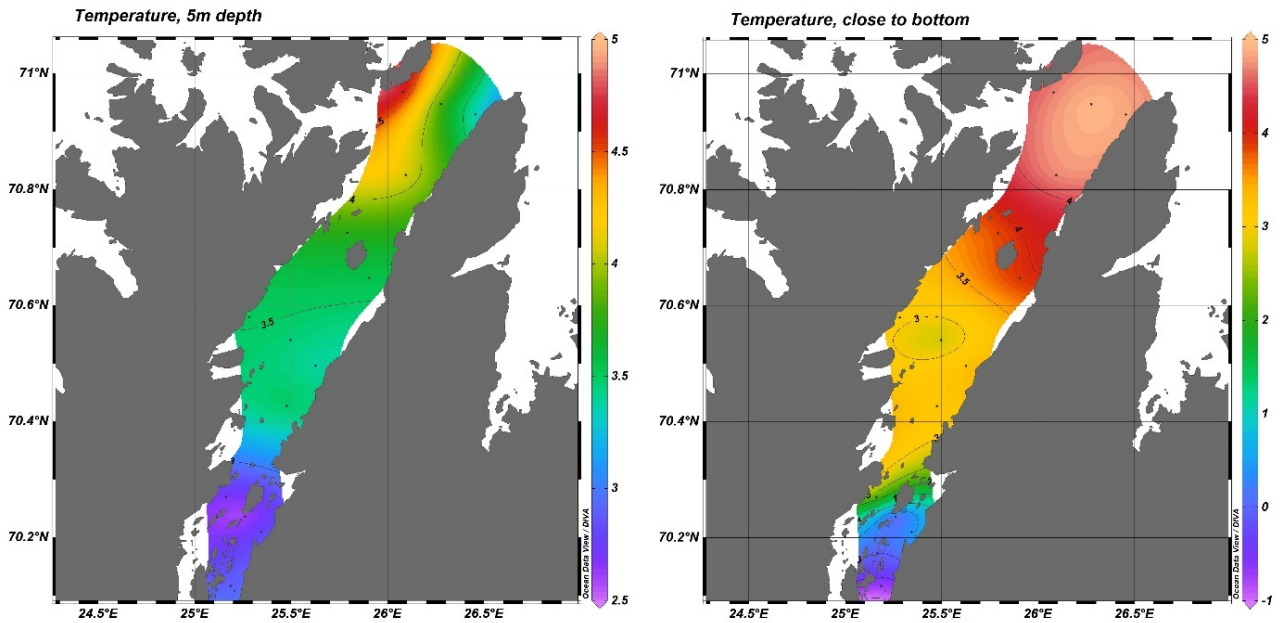 Temperature, 5m depth
71°N
70.8°N
70.6°N
70.4°N
70.2°N
24.5°E
25°E
25.5°E
26°E
26.5°E
4
3.5
3
5
4.5
4
3.5
3
2.5
Ocean Data View / DIVA
Temperature, close to bottom
71°N
70.8°N
70.6°N
70.4°N
70.2°N
24.5°E
25°E
25.5°E
26°E
26.5°E
4
4
3.5
3
3
2
5
4
3
2
1
0
-1
Ocean Data View / DIVA